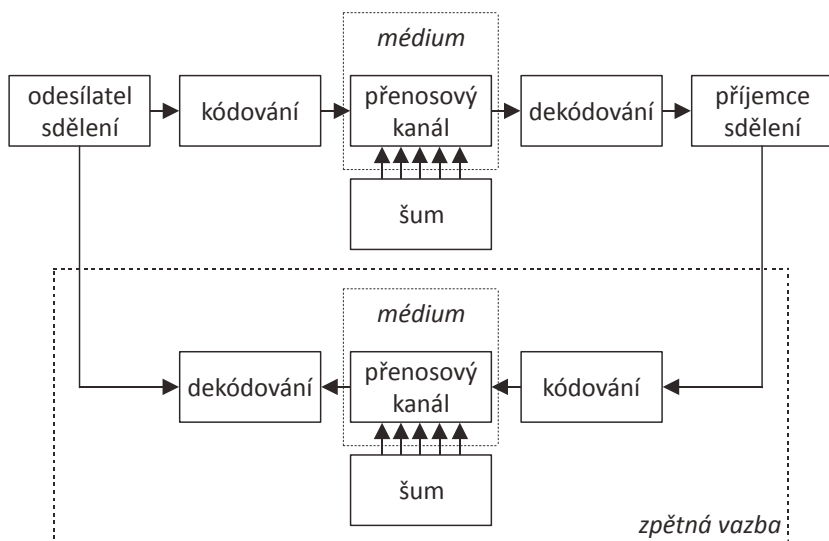 médium
odesílatel
sdělení
kódování
přenosový
kanál
dekódování
příjemce
sdělení
šum
médium
dekódování
přenosový
kanál
kódování
šum
zpětná vazba